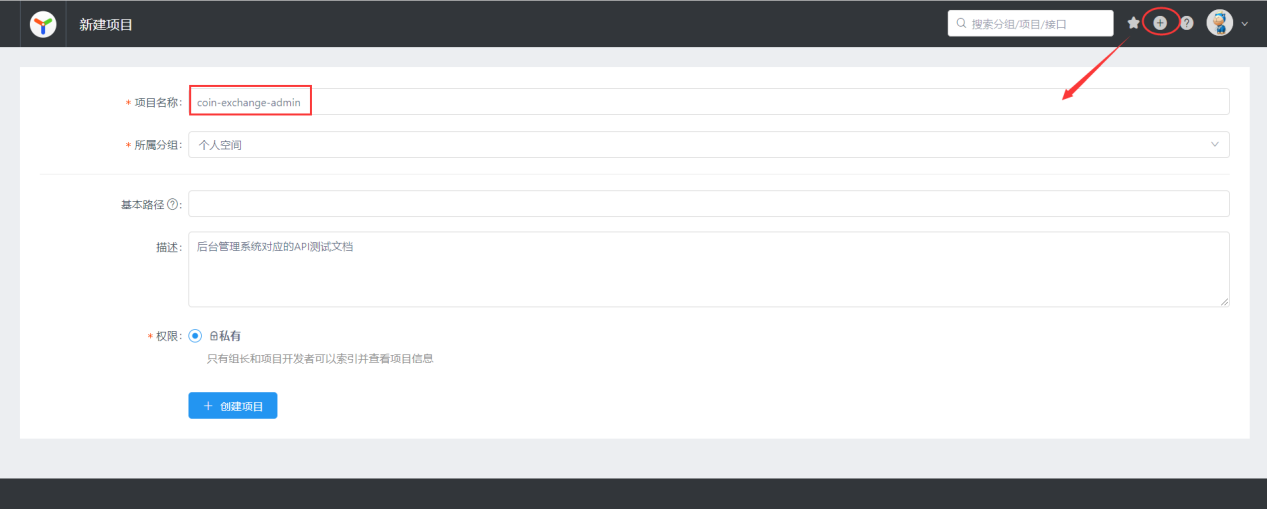 新建项目
搜索分组/项目/接口
* 项目名称:
coin-exchange-admin
* 所属分组:
个人空间
基本路径 ? :
描述:
后台管理系统对应的API测试文档
* 权限:
私有
只有组长和项目开发者可以索引并查看项目信息
+ 创建项目